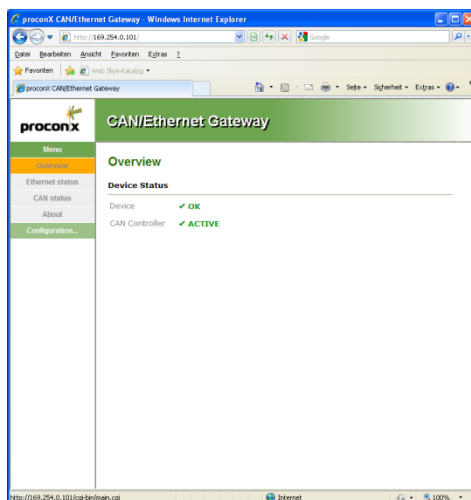 proconX CAN/Ethernet Gateway - Windows Internet Explorer
http://169.254.0.101/
Google
Datei Bearbeiten Ansicht Favoriten Extras ?
Favoriten Web Slice-Katalog
proconX CAN/Ethernet Gateway
Seite Sicherheit Extras
proconx
CAN/Ethernet Gateway
Menu
Overview
Ethernet status
CAN status
About
Configuration...
Overview
Device Status
Device ✔ OK
CAN Controller ✔ ACTIVE
http://169.254.0.101/cgi-bin/main.cgi
Internet
100%